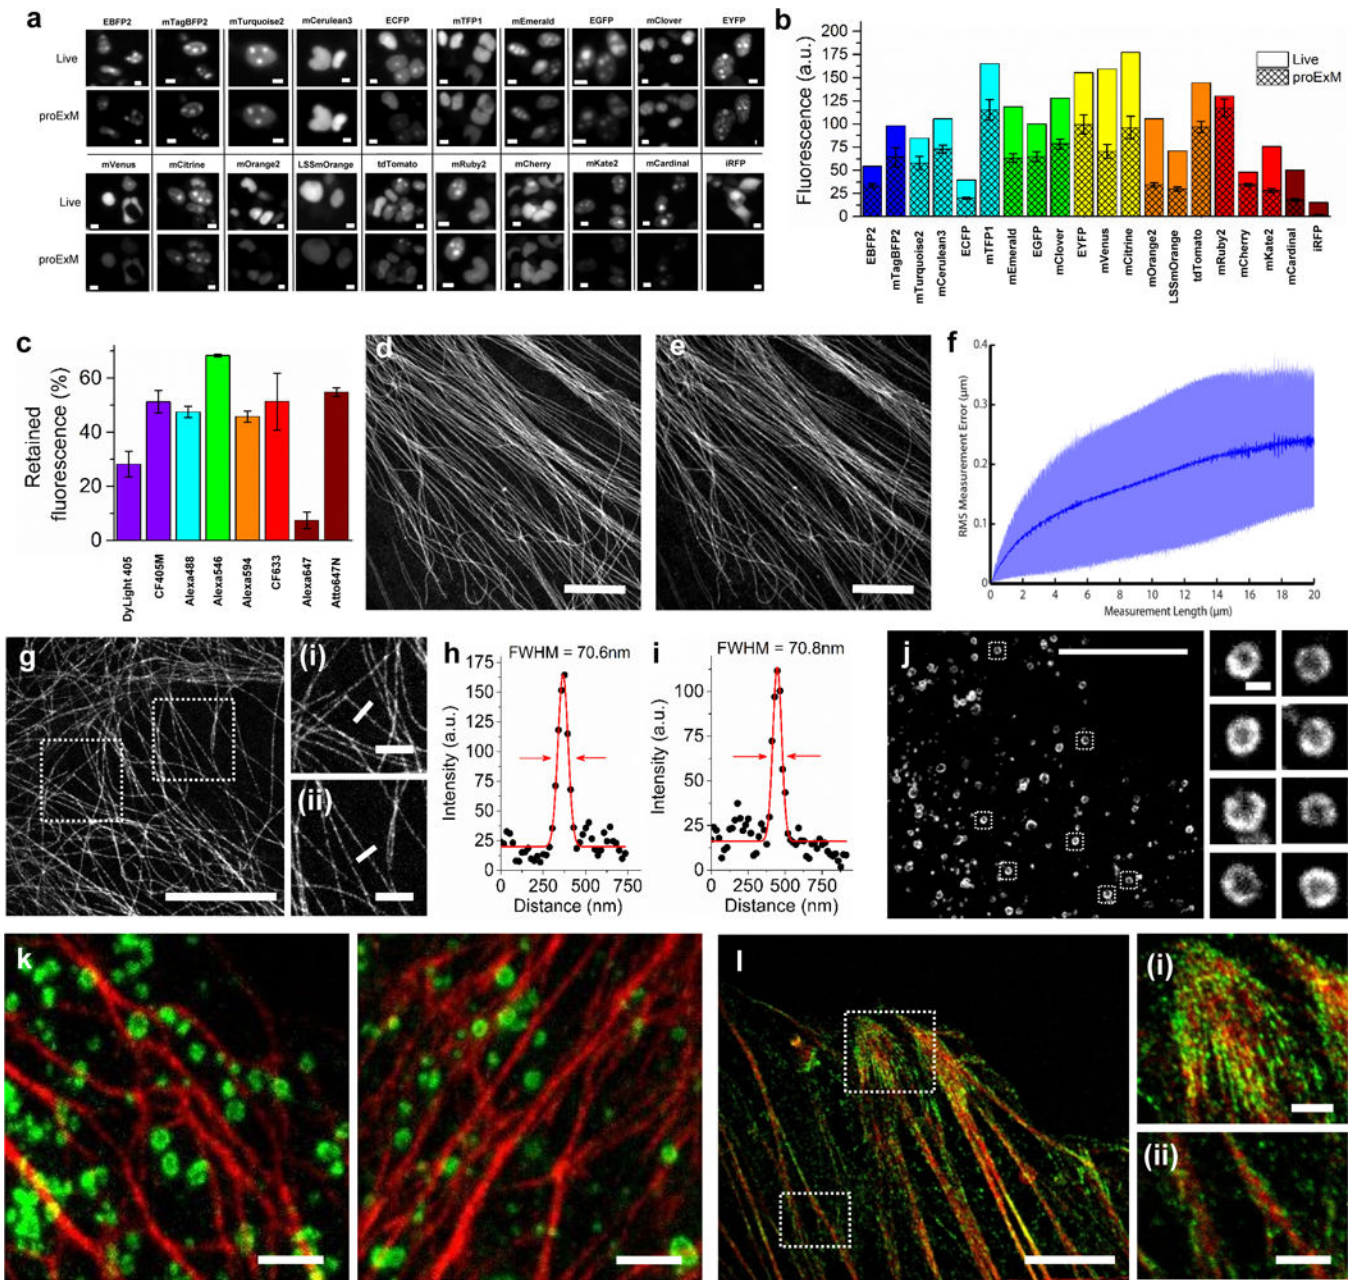 a
EBFP2 mTagBFP2 mTurquoise2 mCerulean3 ECFP mTFP1 mEmerald EGFP mClover EYFP
Live
proExM
mVenus mCitrine mOrange2 LSSmOrange tdTomato mRuby2 mCherry mKate2 mCardinal iRFP
Live
proExM
b
Fluorescence (a.u.)
200
175
150
125
100
75
50
25
0
Live
proExM
EBFP2
mTagBFP2
mTurquoise2
mCerulean3
ECFP
mTFP1
mEmerald
EGFP
mClover
EYFP
mVenus
mCitrine
mOrange2
LSSmOrange
tdTomato
mRuby2
mCherry
mKate2
mCardinal
iRFP
c
Retained
fluorescence (%)
60
40
20
0
DyLight 405
CF405M
Alexa488
Alexa546
Alexa594
CF633
Alexa647
Atto647N
d
e
f
RMS Measurement Error (µm)
0.4
0.3
0.2
0.1
0
0 2 4 6 8 10 12 14 16 18 20
Measurement Length (µm)
g
(i)
(ii)
h
FWHM = 70.6nm
Intensity (a.u.)
175
150
125
100
75
50
25
0
0 250 500 750
Distance (nm)
i
FWHM = 70.8nm
Intensity (a.u.)
100
75
50
25
0
0 250 500 750
Distance (nm)
j
k
l
(i)
(ii)